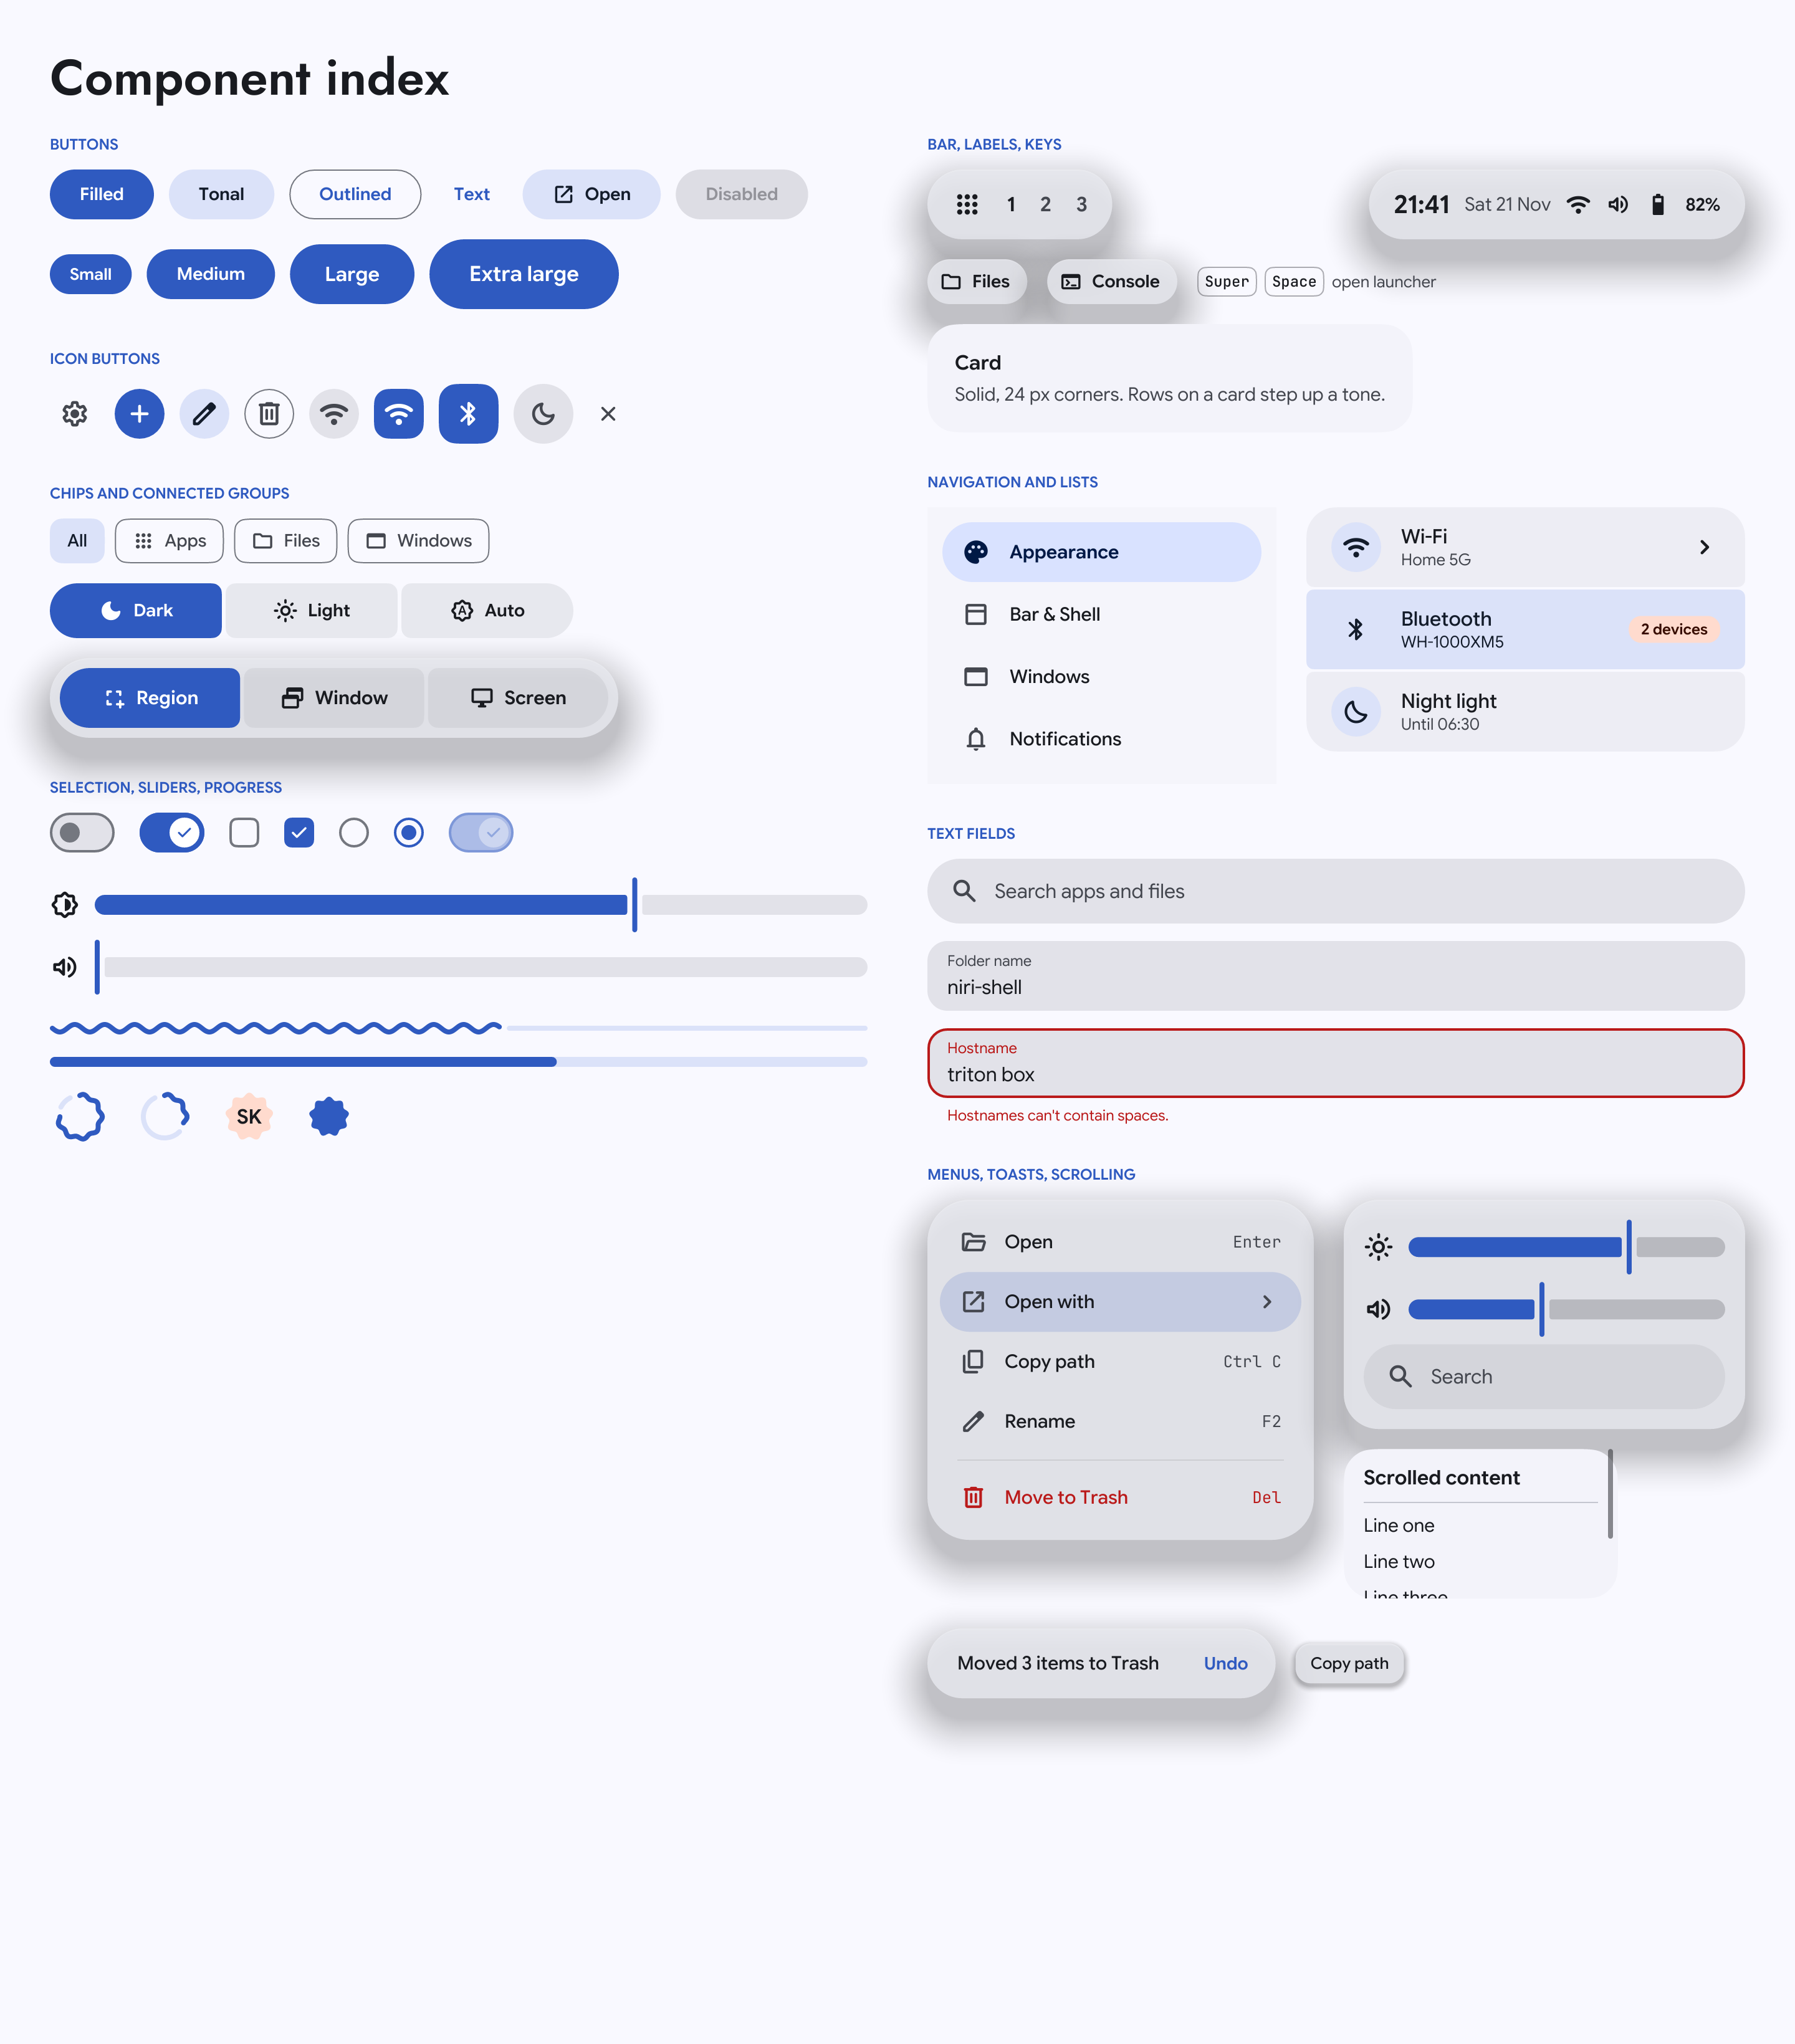 Component index
BUTTONS
Filled
Tonal
Outlined
Text
Open
Disabled
Small
Medium
Large
Extra large
ICON BUTTONS
CHIPS AND CONNECTED GROUPS
All
Apps
Files
Windows
Dark
Light
Auto
Region
Window
Screen
SELECTION, SLIDERS, PROGRESS
SK
BAR, LABELS, KEYS
1 2 3
21:41 Sat 21 Nov 82%
Files
Console
Super Space open launcher
Card
Solid, 24 px corners. Rows on a card step up a tone.
NAVIGATION AND LISTS
Appearance
Bar & Shell
Windows
Notifications
Wi-Fi
Home 5G
Bluetooth
WH-1000XM5
2 devices
Night light
Until 06:30
TEXT FIELDS
Search apps and files
Folder name
niri-shell
Hostname
triton box
Hostnames can't contain spaces.
MENUS, TOASTS, SCROLLING
Open Enter
Open with
Copy path Ctrl C
Rename F2
Move to Trash Del
Search
Scrolled content
Line one
Line two
Line three
Moved 3 items to Trash Undo
Copy path